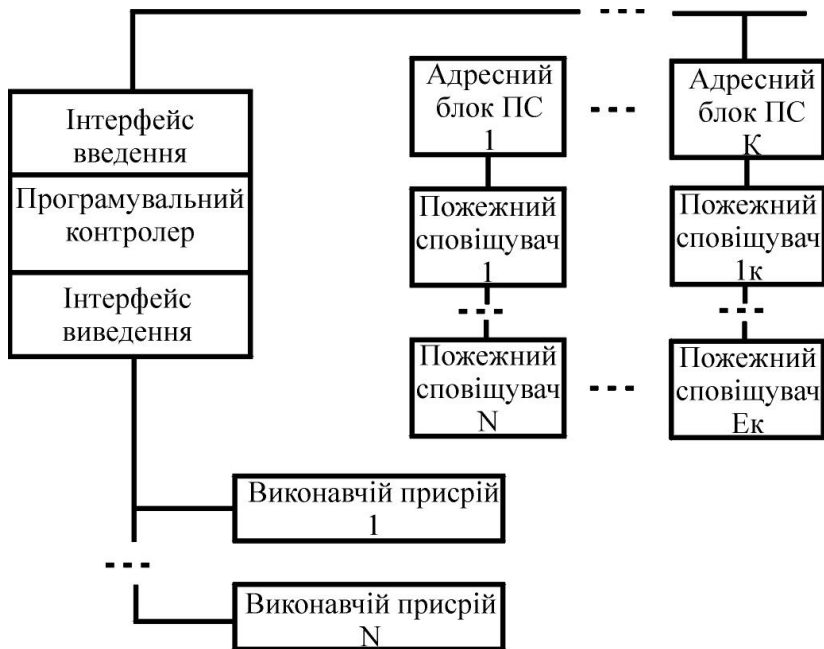 Інтерфейс
введення
Програмувальний
контролер
Інтерфейс
виведення
Адресний
блок ПС
1
Адресний
блок ПС
К
Пожежний
сповіщувач
1
Пожежний
сповіщувач
1к
Пожежний
сповіщувач
N
Пожежний
сповіщувач
Ек
Виконавчій присрій
1
Виконавчій присрій
N